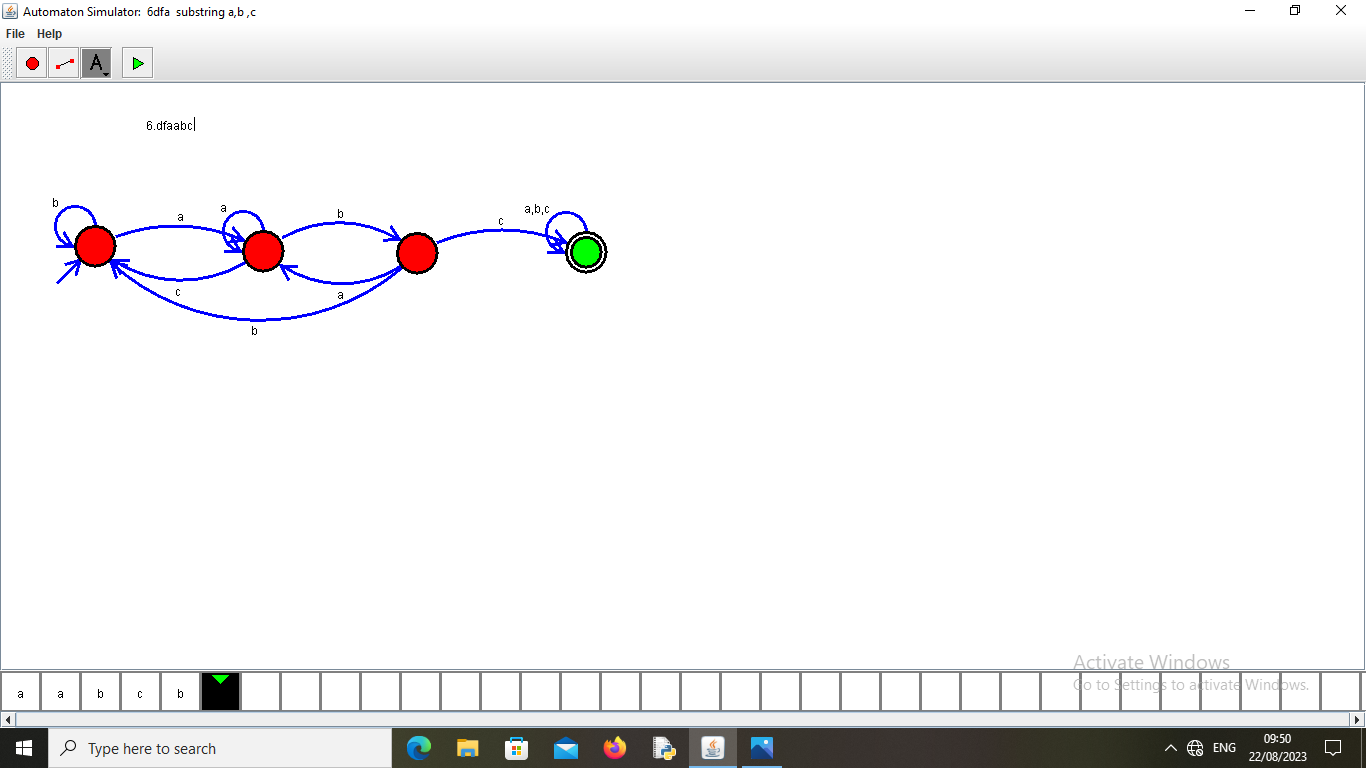 Automaton Simulator: 6dfa substring a,b ,c
File Help
A
6.dfaabc
b a a b c a,b,c
c a
b
Activate Windows
Go to Settings to activate Windows.
a a b c b
Type here to search
ENG
09:50
22/08/2023